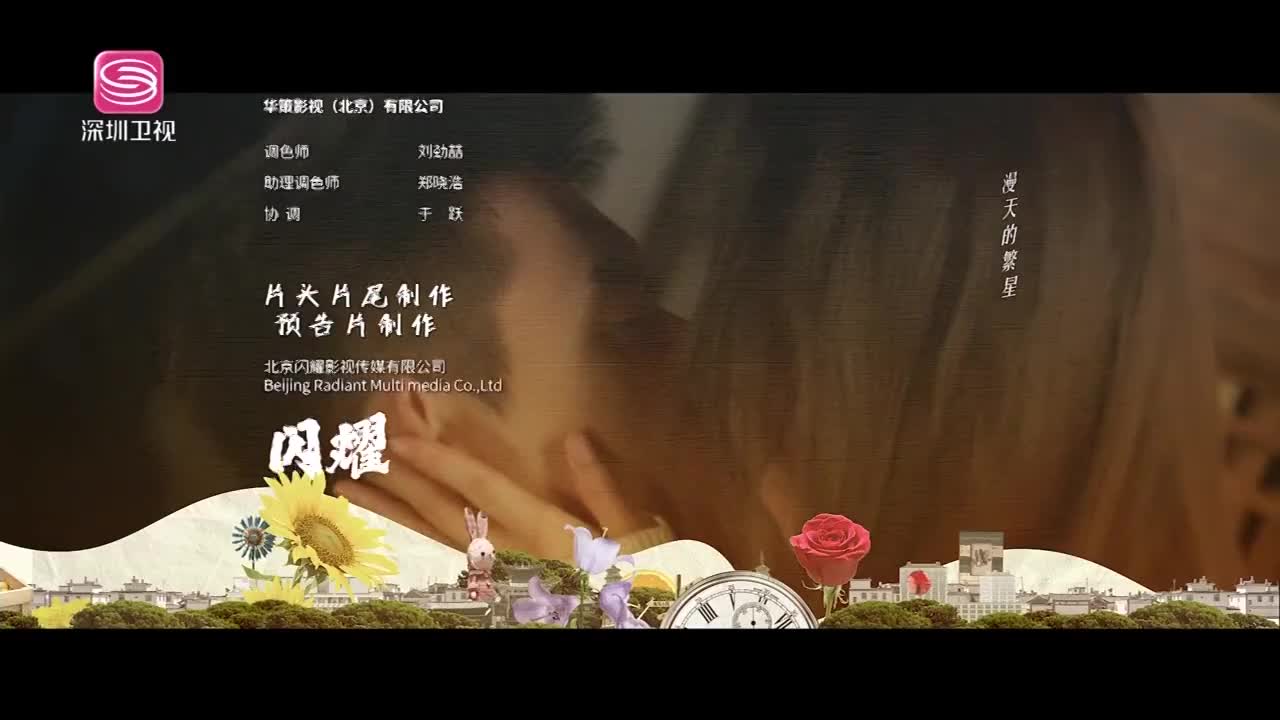 深圳卫视
华策影视（北京）有限公司
调色师 刘劲喆
助理调色师 郑晓浩
协 调 于 跃
片头片尾制作
预告片制作
北京闪耀影视传媒有限公司
Beijing Radiant Multi media Co.,Ltd
闪耀
漫天的繁星